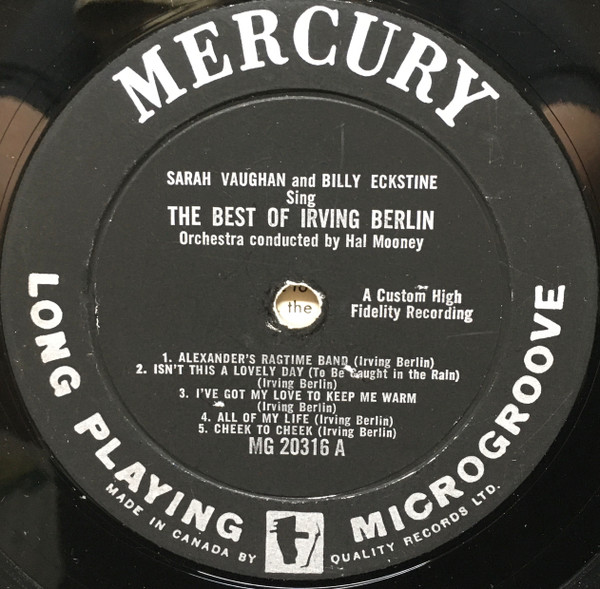 MERCURY
SARAH VAUGHAN and BILLY ECKSTINE
Sing
THE BEST OF IRVING BERLIN
Orchestra conducted by Hal Mooney
the
A Custom High
Fidelity Recording
1. ALEXANDER'S RAGTIME BAND (Irving Berlin)
2. ISN'T THIS A LOVELY DAY (To Be Caught in the Rain)
(Irving Berlin)
3. I'VE GOT MY LOVE TO KEEP ME WARM
(Irving Berlin)
4. ALL OF MY LIFE (Irving Berlin)
5. CHEEK TO CHEEK (Irving Berlin)
MG 20316 A
LONG PLAYING MICROGROOVE
MADE IN CANADA BY QUALITY RECORDS LTD.